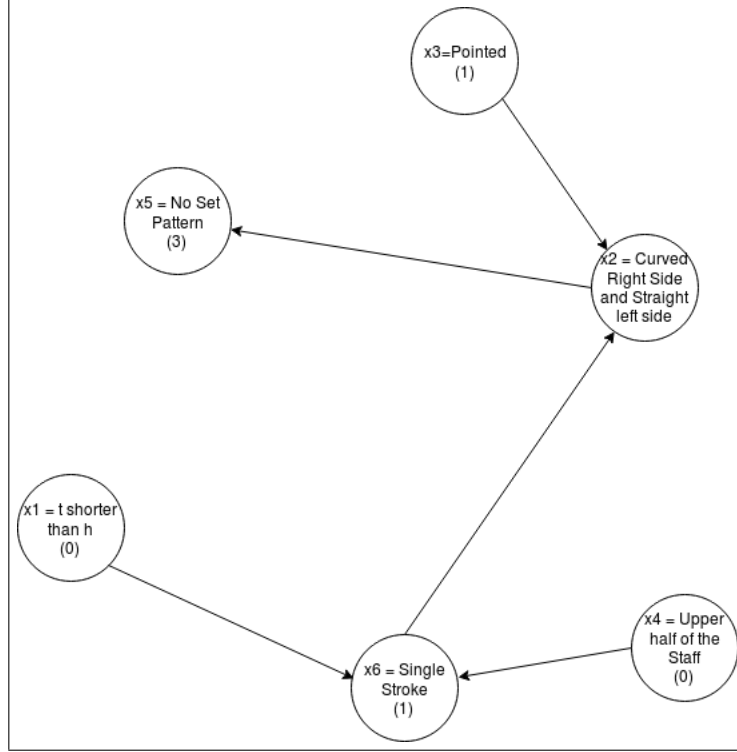 x3=Pointed
(1)
x5 = No Set
Pattern
(3)
x2 = Curved
Right Side
and Straight
left side
x1 = t shorter
than h
(0)
x4 = Upper
half of the
Staff
(0)
x6 = Single
Stroke
(1)